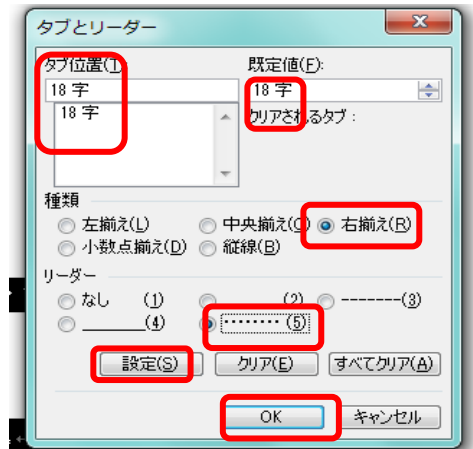 タブとリーダー
タブ位置(T): 既定値(F):
18 字 18 字
18 字 クリアされるタブ :
種類
左揃え(L) 中央揃え(C) 右揃え(R)
小数点揃え(D) 縦線(B)
リーダー
なし (1) (2) -------(3)
______(4) ········(5)
設定(S) クリア(E) すべてクリア(A)
OK キャンセル